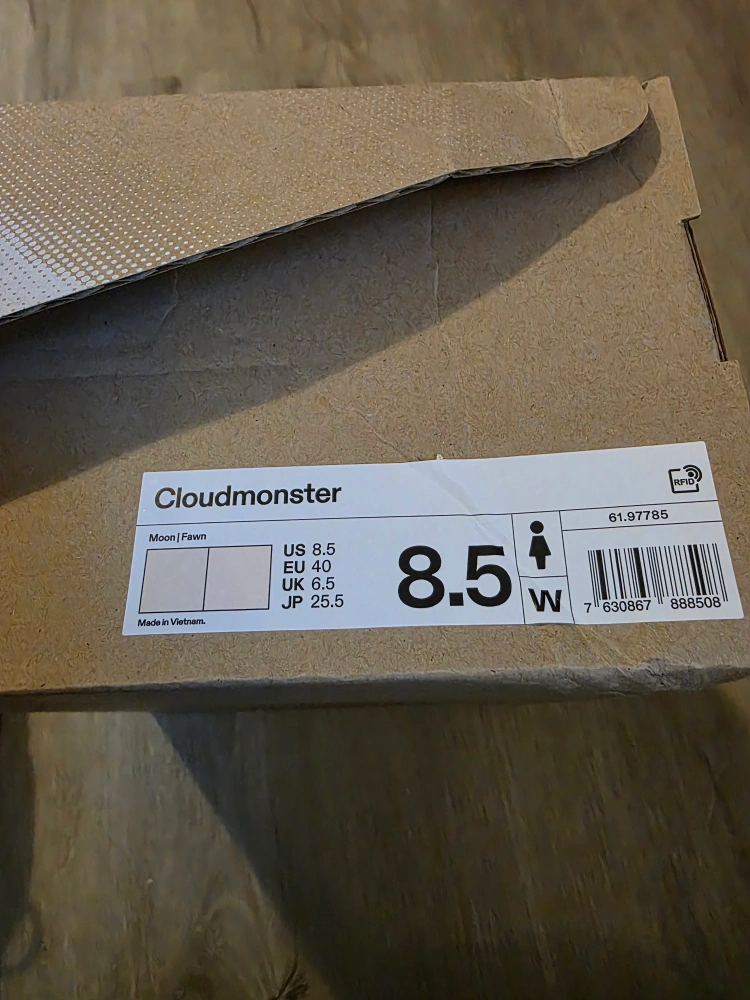 Cloudmonster
RFID
Moon | Fawn
US 8.5
EU 40
UK 6.5
JP 25.5
Made in Vietnam.
8.5
W
61.97785
7 630867 888508